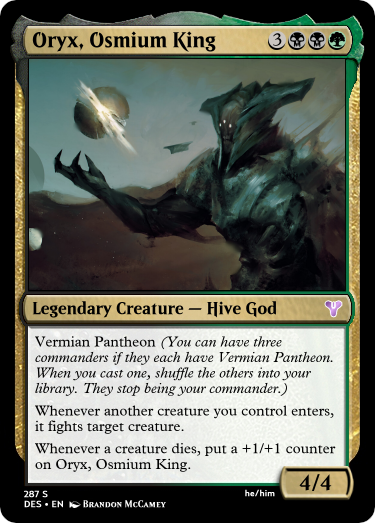 Oryx, Osmium King 3
Legendary Creature — Hive God
Vermian Pantheon (You can have three
commanders if they each have Vermian Pantheon.
When you cast one, shuffle the others into your
library. They stop being your commander.)
Whenever another creature you control enters,
it fights target creature.
Whenever a creature dies, put a +1/+1 counter
on Oryx, Osmium King.
4/4
287 S he/him
DES • EN Brandon McCamey